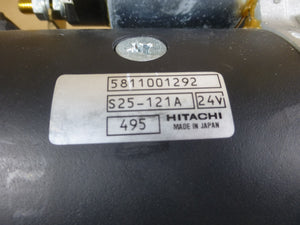 5811001292
S25-121A 24V
495 HITACHI
MADE IN JAPAN